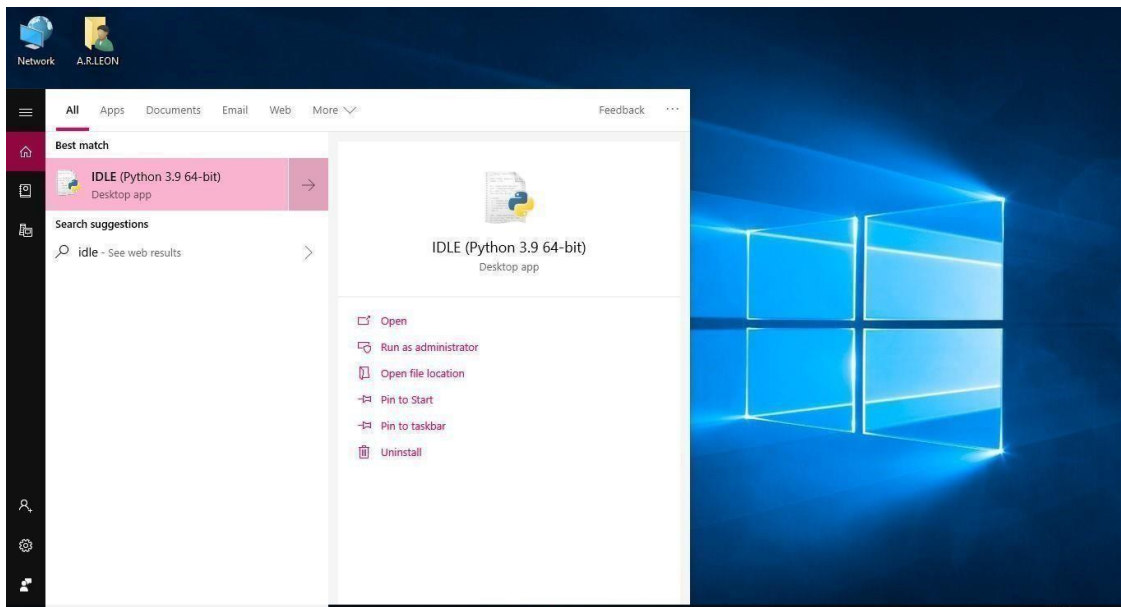 Network
A.R.LEON
All Apps Documents Email Web More Feedback ...
Best match
IDLE (Python 3.9 64-bit)
Desktop app
Search suggestions
idle - See web results
IDLE (Python 3.9 64-bit)
Desktop app
Open
Run as administrator
Open file location
Pin to Start
Pin to taskbar
Uninstall